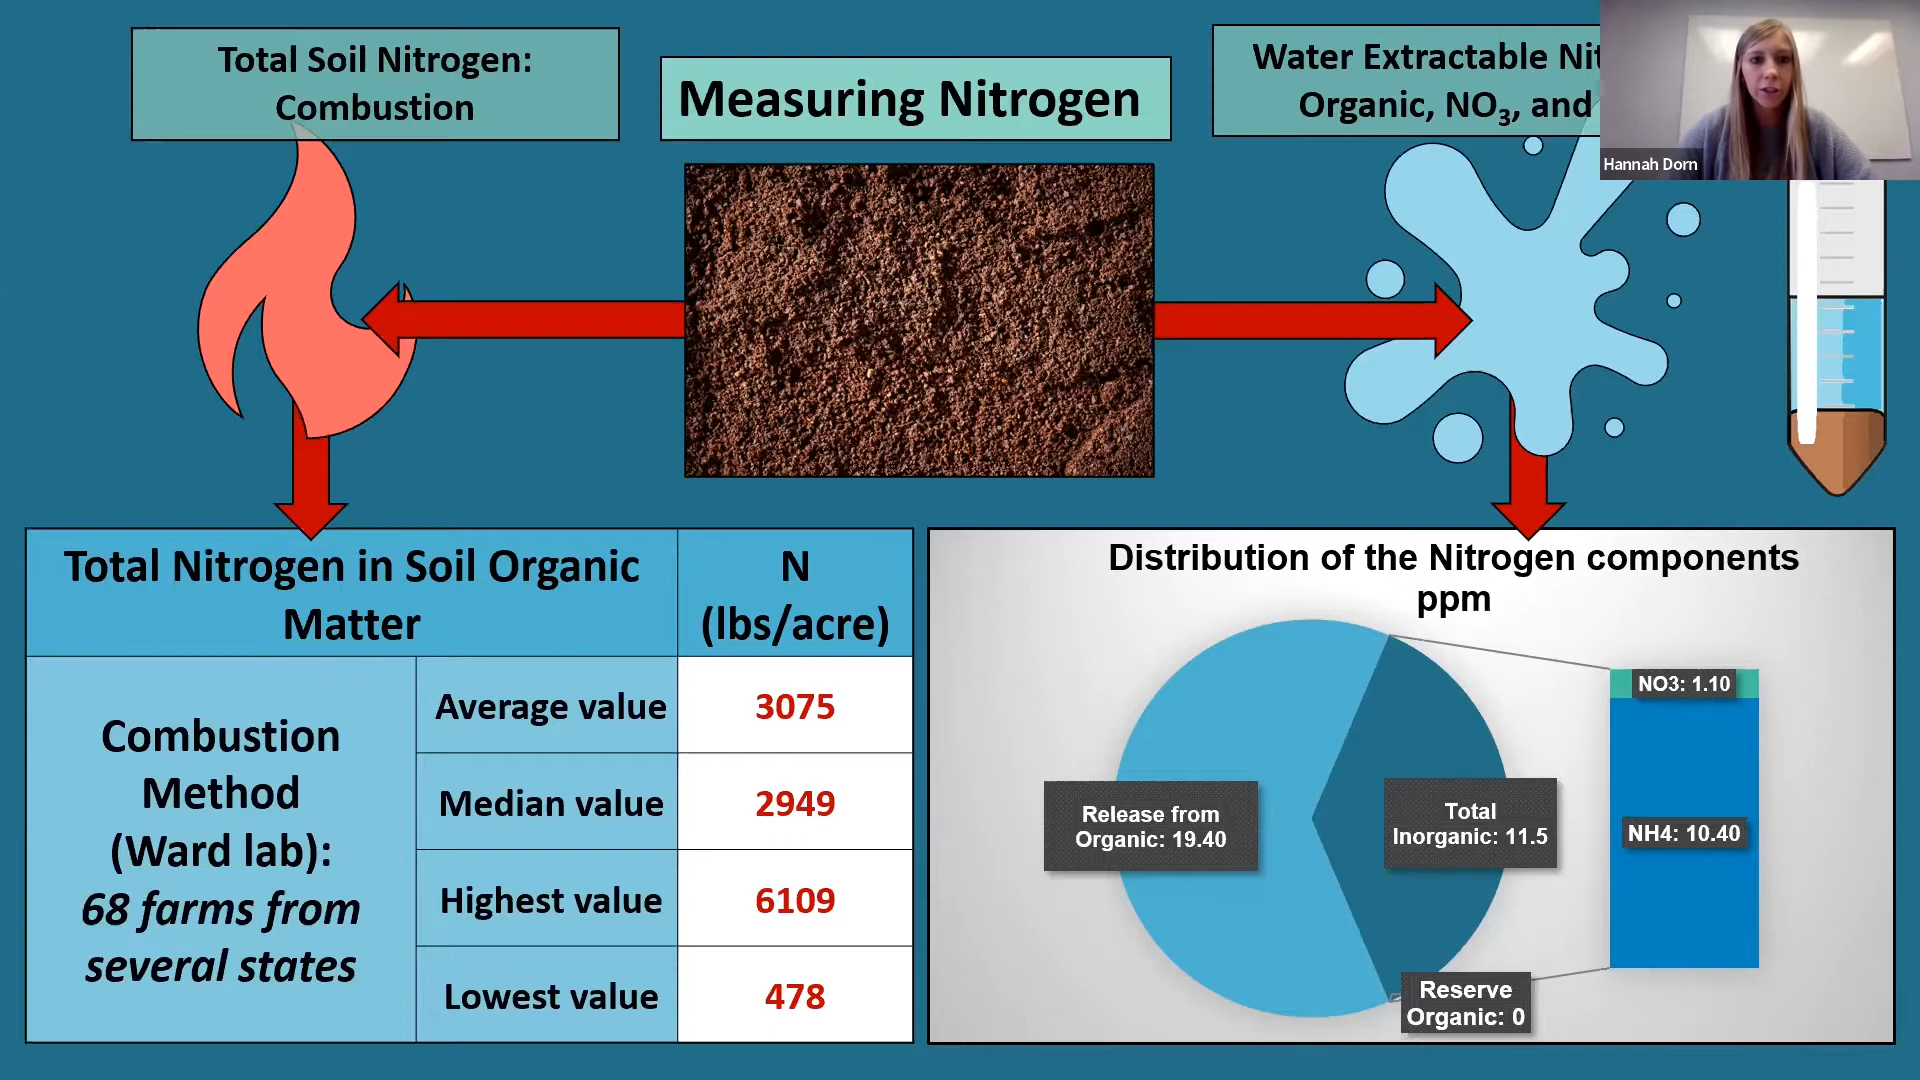 Total Soil Nitrogen:
Combustion
Measuring Nitrogen
Water Extractable
Organic, NO₃, and
Hannah Dorn
Total Nitrogen in Soil Organic
Matter
N
(lbs/acre)
Combustion
Method
(Ward lab):
68 farms from
several states
Average value
3075
Median value
2949
Highest value
6109
Lowest value
478
Distribution of the Nitrogen components
ppm
Release from
Organic: 19.40
Total
Inorganic: 11.5
Reserve
Organic: 0
NO3: 1.10
NH4: 10.40